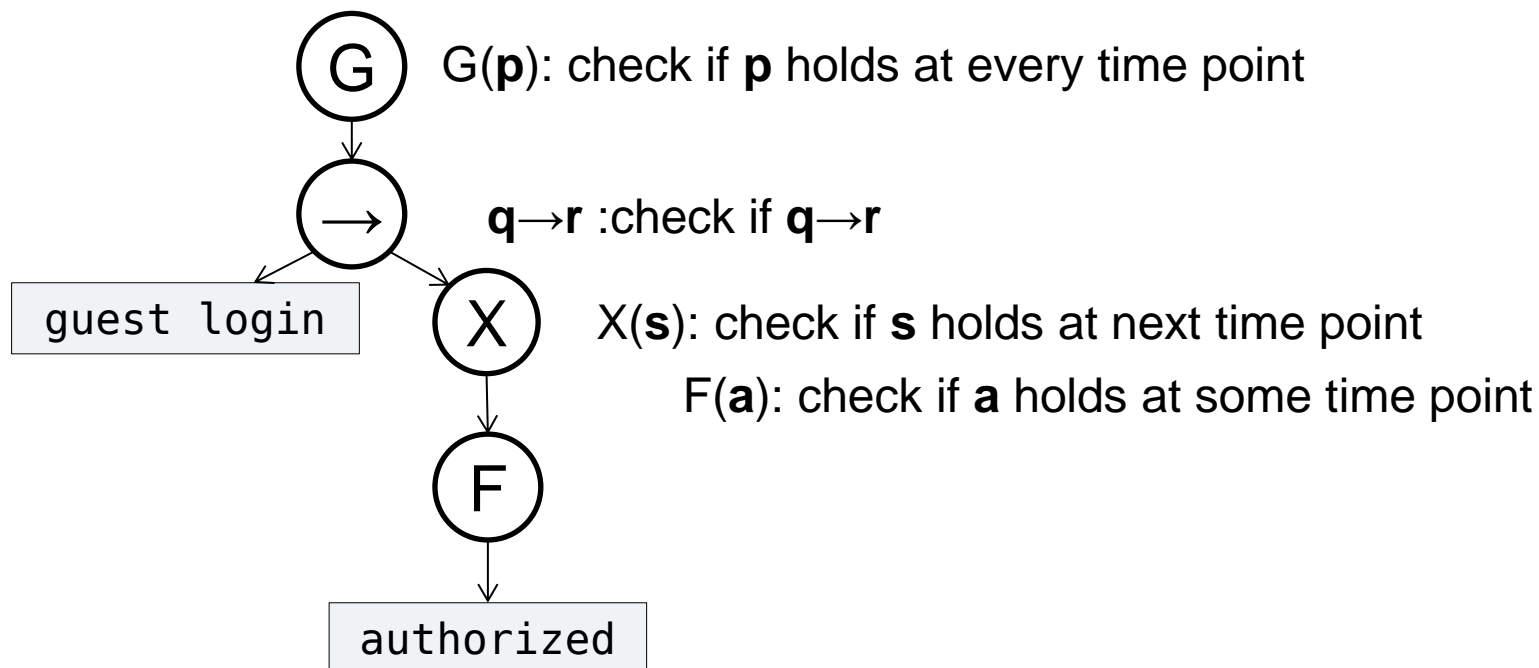 G
G(p): check if p holds at every time point
→
q→r :check if q→r
guest login
X
X(s): check if s holds at next time point
F(a): check if a holds at some time point
F
authorized